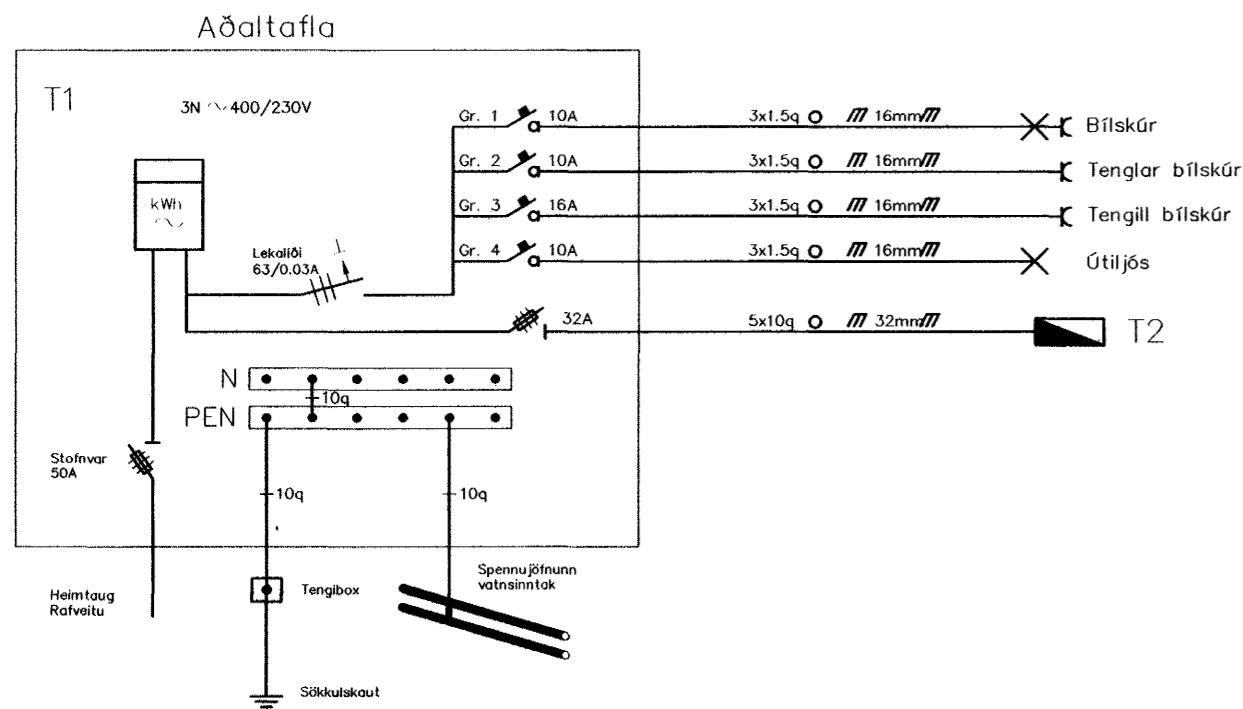 Aðaltafla
T1
3N ~ 400/230V
kWh
Lekaliði
63/0.03A
Gr. 1 10A 3x1.5q 16mm Bílskúr
Gr. 2 10A 3x1.5q 16mm Tenglar bílskúr
Gr. 3 16A 3x1.5q 16mm Tengill bílskúr
Gr. 4 10A 3x1.5q 16mm Útiljós
32A 5x10q 32mm T2
N
10q
PEN
Stofnvar
50A
10q
10q
Heimtaug
Rafveitu
Tengibox
Spennujöfnunn
vatnsinntak
Sökkulskaut